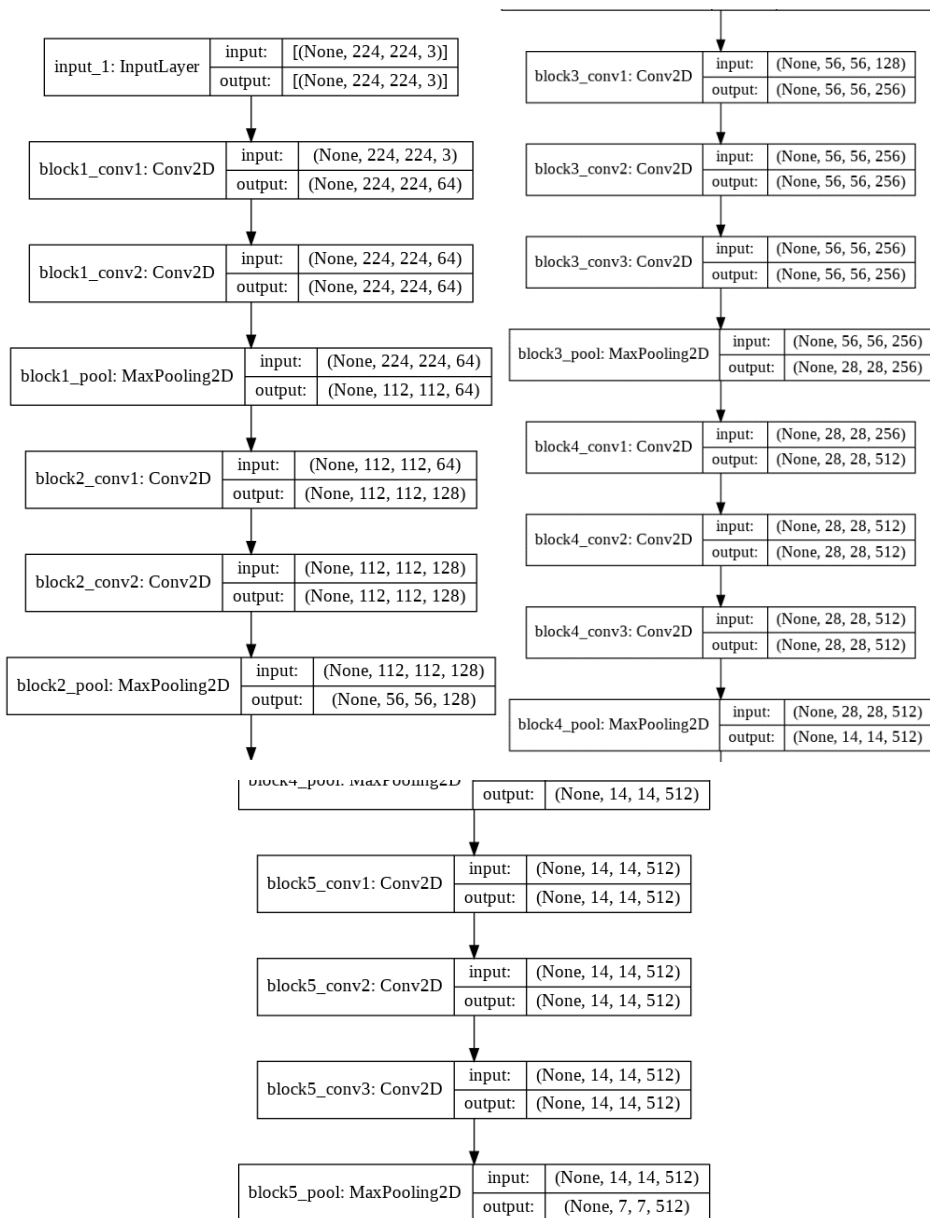 input_1: InputLayer
input: [(None, 224, 224, 3)]
output: [(None, 224, 224, 3)]
block1_conv1: Conv2D
input: (None, 224, 224, 3)
output: (None, 224, 224, 64)
block1_conv2: Conv2D
input: (None, 224, 224, 64)
output: (None, 224, 224, 64)
block1_pool: MaxPooling2D
input: (None, 224, 224, 64)
output: (None, 112, 112, 64)
block2_conv1: Conv2D
input: (None, 112, 112, 64)
output: (None, 112, 112, 128)
block2_conv2: Conv2D
input: (None, 112, 112, 128)
output: (None, 112, 112, 128)
block2_pool: MaxPooling2D
input: (None, 112, 112, 128)
output: (None, 56, 56, 128)
block3_conv1: Conv2D
input: (None, 56, 56, 128)
output: (None, 56, 56, 256)
block3_conv2: Conv2D
input: (None, 56, 56, 256)
output: (None, 56, 56, 256)
block3_conv3: Conv2D
input: (None, 56, 56, 256)
output: (None, 56, 56, 256)
block3_pool: MaxPooling2D
input: (None, 56, 56, 256)
output: (None, 28, 28, 256)
block4_conv1: Conv2D
input: (None, 28, 28, 256)
output: (None, 28, 28, 512)
block4_conv2: Conv2D
input: (None, 28, 28, 512)
output: (None, 28, 28, 512)
block4_conv3: Conv2D
input: (None, 28, 28, 512)
output: (None, 28, 28, 512)
block4_pool: MaxPooling2D
input: (None, 28, 28, 512)
output: (None, 14, 14, 512)
block4_pool: MaxPooling2D
output: (None, 14, 14, 512)
block5_conv1: Conv2D
input: (None, 14, 14, 512)
output: (None, 14, 14, 512)
block5_conv2: Conv2D
input: (None, 14, 14, 512)
output: (None, 14, 14, 512)
block5_conv3: Conv2D
input: (None, 14, 14, 512)
output: (None, 14, 14, 512)
block5_pool: MaxPooling2D
input: (None, 14, 14, 512)
output: (None, 7, 7, 512)